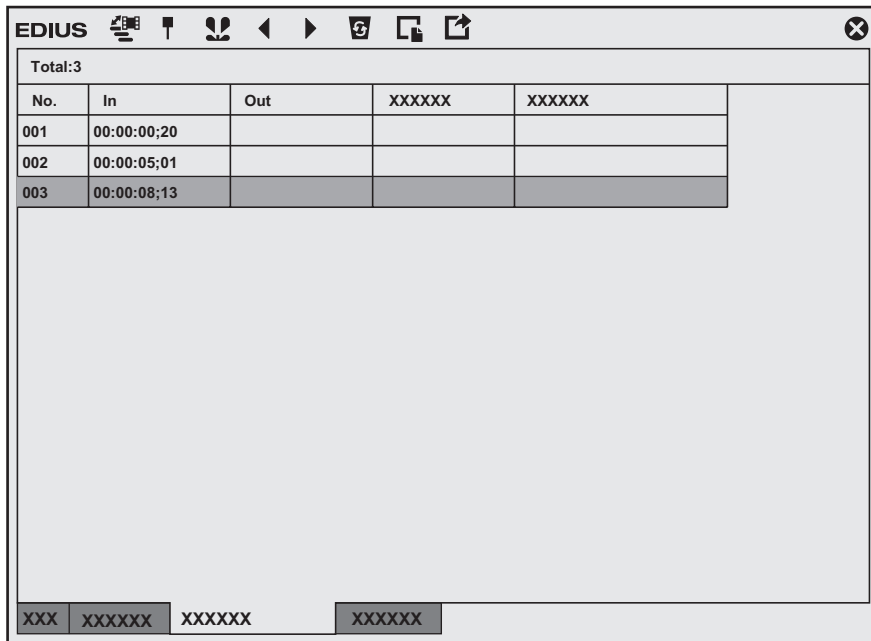 EDIUS
Total:3
No. In Out XXXXXX XXXXXX
001 00:00:00;20
002 00:00:05;01
003 00:00:08;13
XXX XXXXXX XXXXXX XXXXXX